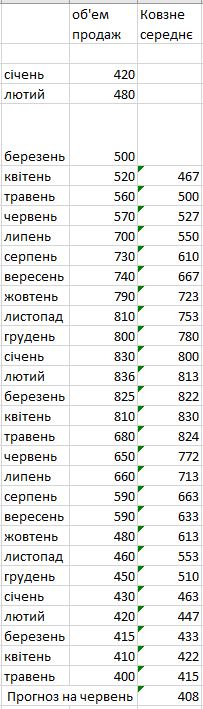 об'ем Ковзне
продаж середнє
січень 420
лютий 480
березень 500
квітень 520 467
травень 560 500
червень 570 527
липень 700 550
серпень 730 610
вересень 740 667
жовтень 790 723
листопад 810 753
грудень 800 780
січень 830 800
лютий 836 813
березень 825 822
квітень 810 830
травень 680 824
червень 650 772
липень 660 713
серпень 590 663
вересень 590 633
жовтень 480 613
листопад 460 553
грудень 450 510
січень 430 463
лютий 420 447
березень 415 433
квітень 410 422
травень 400 415
Прогноз на червень 408